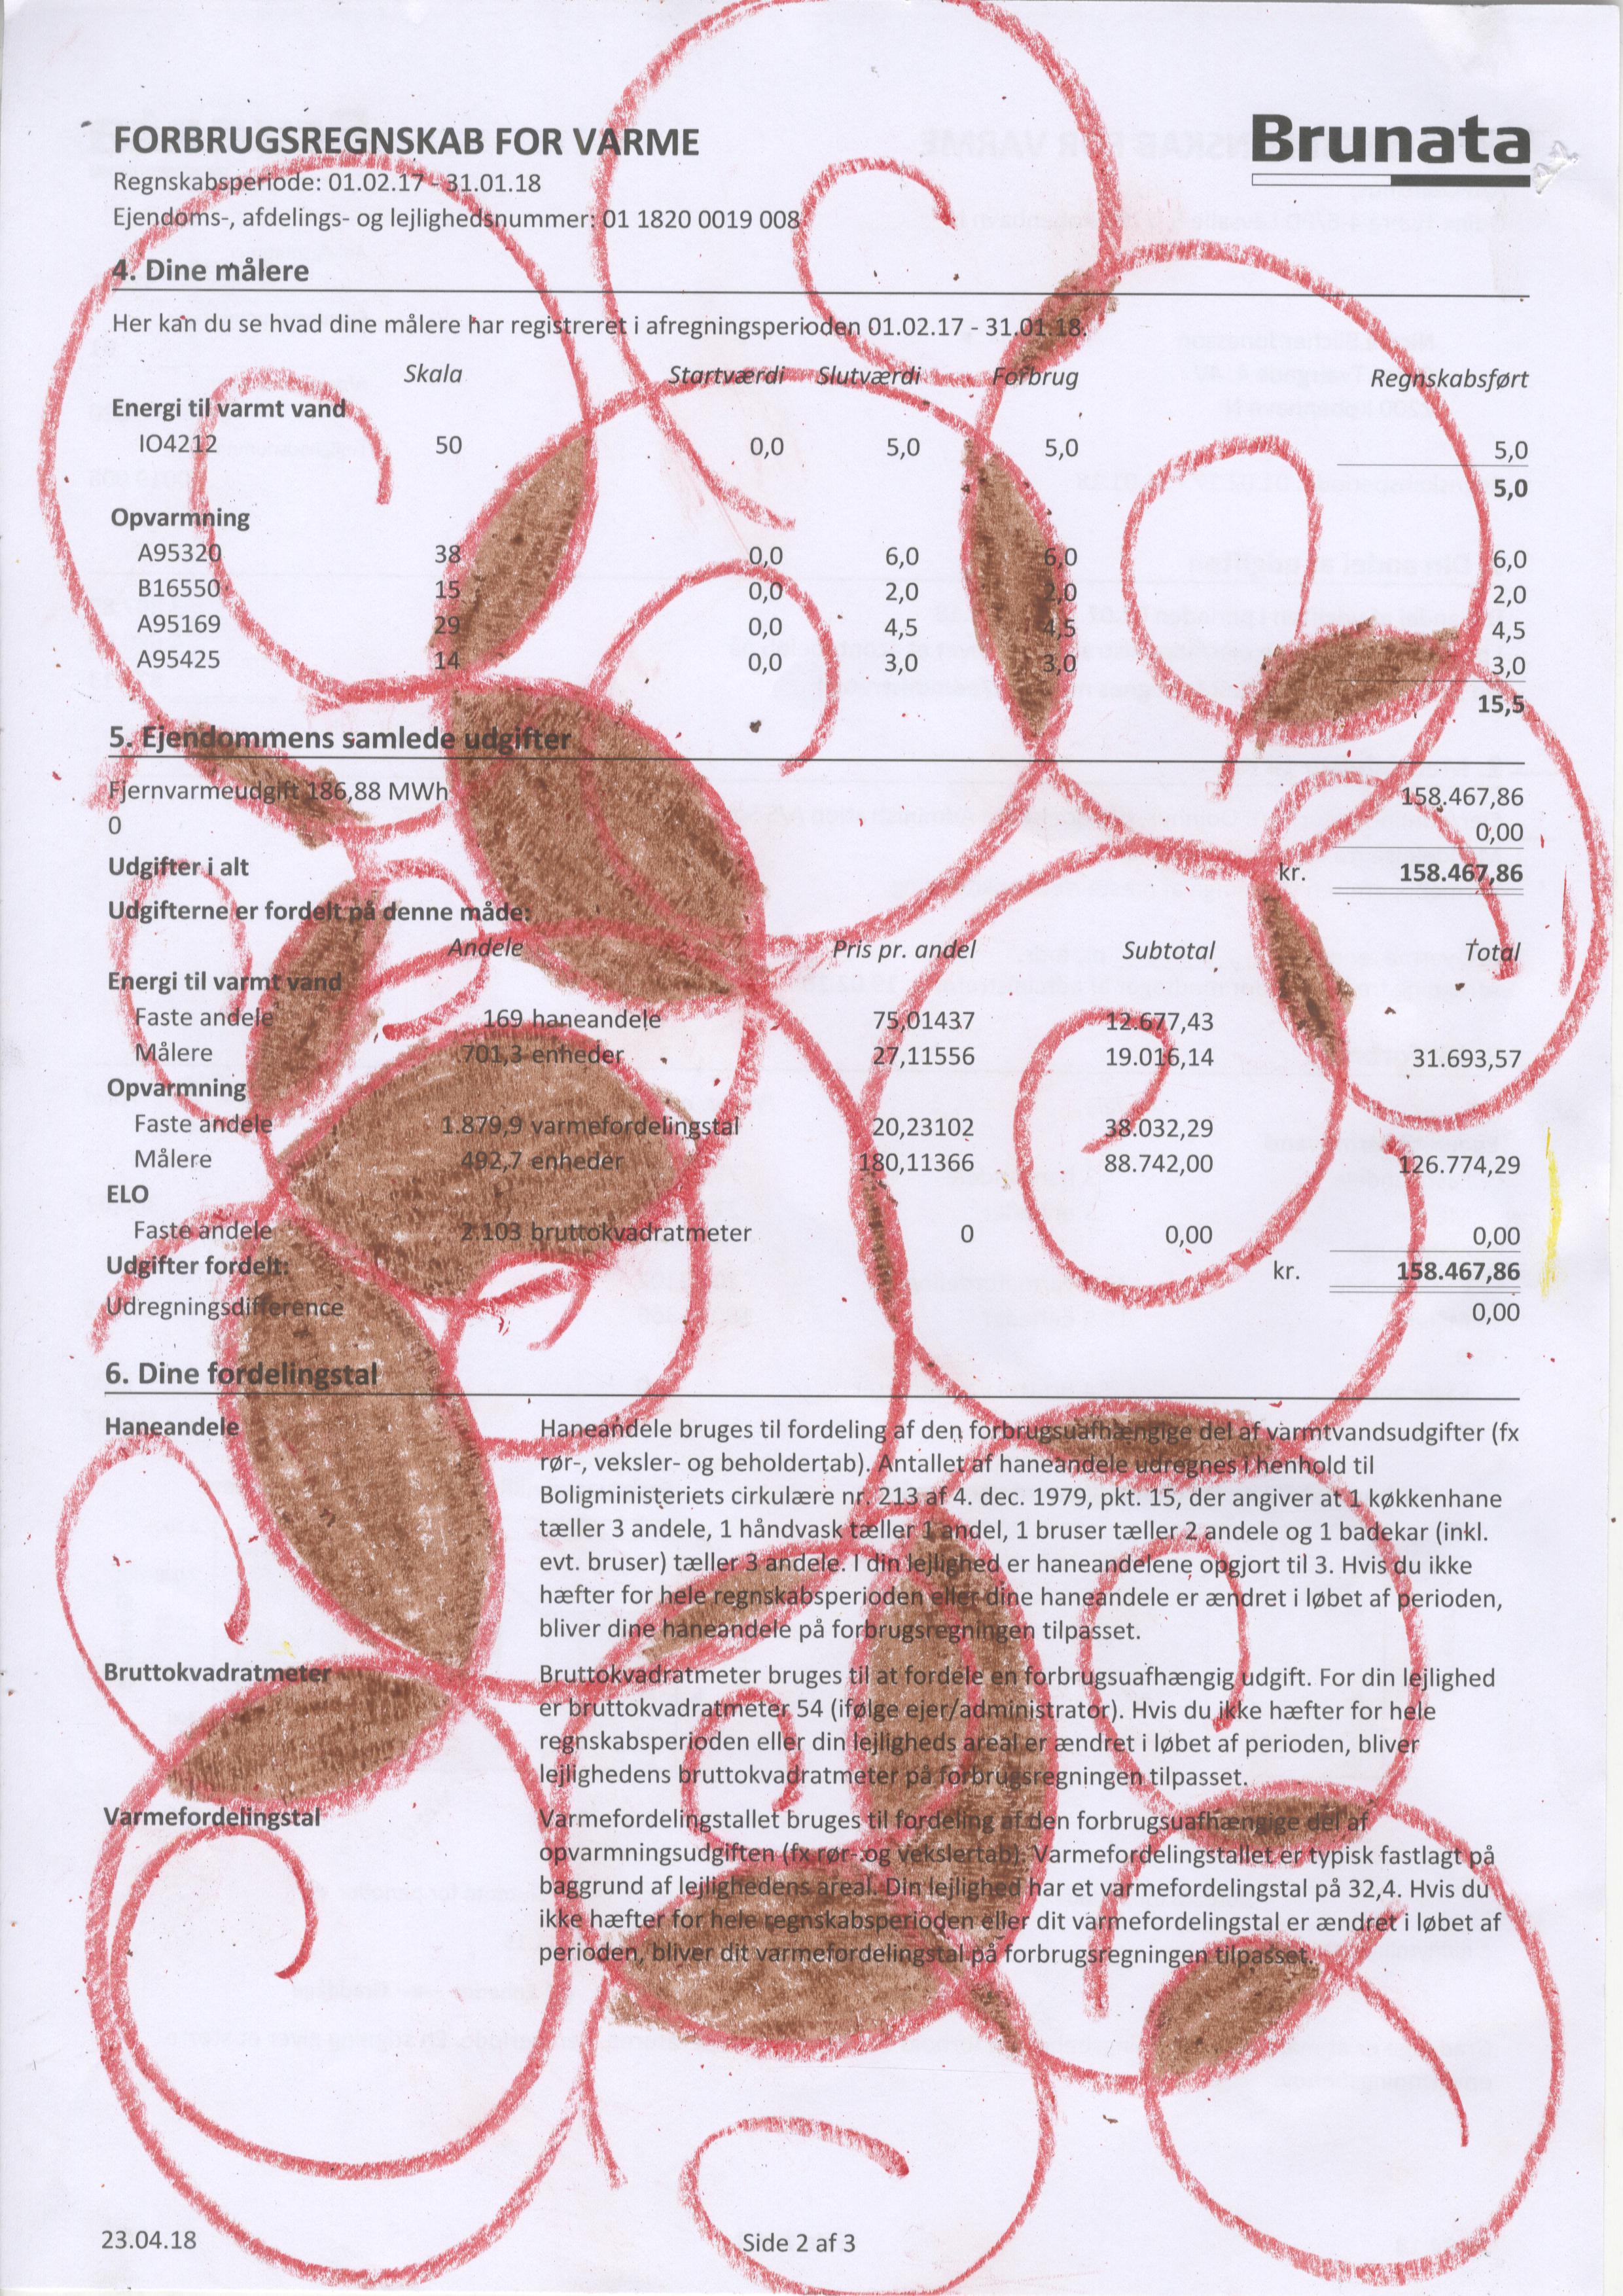 FORBRUGSREGNSKAB FOR VARME
Brunata
Regnskabsperiode: 01.02.17 - 31.01.18
Ejendoms-, afdelings- og lejlighedsnummer: 01 1820 0019 008
4. Dine målere
Her kan du se hvad dine målere har registreret i afregningsperioden 01.02.17 - 31.01.18.
Skala Startværdi Slutværdi Forbrug Regnskabsført
Energi til varmt vand
IO4212 50 0,0 5,0 5,0 5,0
5,0
Opvarmning
A95320 38 0,0 6,0 6,0 6,0
B16550 15 0,0 2,0 2,0 2,0
A95169 29 0,0 4,5 4,5 4,5
A95425 14 0,0 3,0 3,0 3,0
15,5
5. Ejendommens samlede udgifter
Fjernvarmeudgift 186,88 MWh 158.467,86
0 0,00
Udgifter i alt kr. 158.467,86
Udgifterne er fordelt på denne måde:
Andele Pris pr. andel Subtotal Total
Energi til varmt vand
Faste andele 169 haneandele 75,01437 12.677,43
Målere 701,3 enheder 27,11556 19.016,14 31.693,57
Opvarmning
Faste andele 1.879,9 varmefordelingstal 20,23102 38.032,29
Målere 492,7 enheder 180,11366 88.742,00 126.774,29
ELO
Faste andele 2.103 bruttokvadratmeter 0 0,00 0,00
Udgifter fordelt: kr. 158.467,86
Udregningsdifference 0,00
6. Dine fordelingstal
Haneandele Haneandele bruges til fordeling af den forbrugsuafhængige del af varmtvandsudgifter (fx
rør-, veksler- og beholdertab). Antallet af haneandele udregnes i henhold til
Boligministeriets cirkulære nr. 213 af 4. dec. 1979, pkt. 15, der angiver at 1 køkkenhane
tæller 3 andele, 1 håndvask tæller 1 andel, 1 bruser tæller 2 andele og 1 badekar (inkl.
evt. bruser) tæller 3 andele. I din lejlighed er haneandelene opgjort til 3. Hvis du ikke
hæfter for hele regnskabsperioden eller dine haneandele er ændret i løbet af perioden,
bliver dine haneandele på forbrugsregningen tilpasset.
Bruttokvadratmeter Bruttokvadratmeter bruges til at fordele en forbrugsuafhængig udgift. For din lejlighed
er bruttokvadratmeter 54 (ifølge ejer/administrator). Hvis du ikke hæfter for hele
regnskabsperioden eller din lejligheds areal er ændret i løbet af perioden, bliver
lejlighedens bruttokvadratmeter på forbrugsregningen tilpasset.
Varmefordelingstal Varmefordelingstallet bruges til fordeling af den forbrugsuafhængige del af
opvarmningsudgiften (fx rør- og vekslertab). Varmefordelingstallet er typisk fastlagt på
baggrund af lejlighedens areal. Din lejlighed har et varmefordelingstal på 32,4. Hvis du
ikke hæfter for hele regnskabsperioden eller dit varmefordelingstal er ændret i løbet af
perioden, bliver dit varmefordelingstal på forbrugsregningen tilpasset.
23.04.18 Side 2 af 3